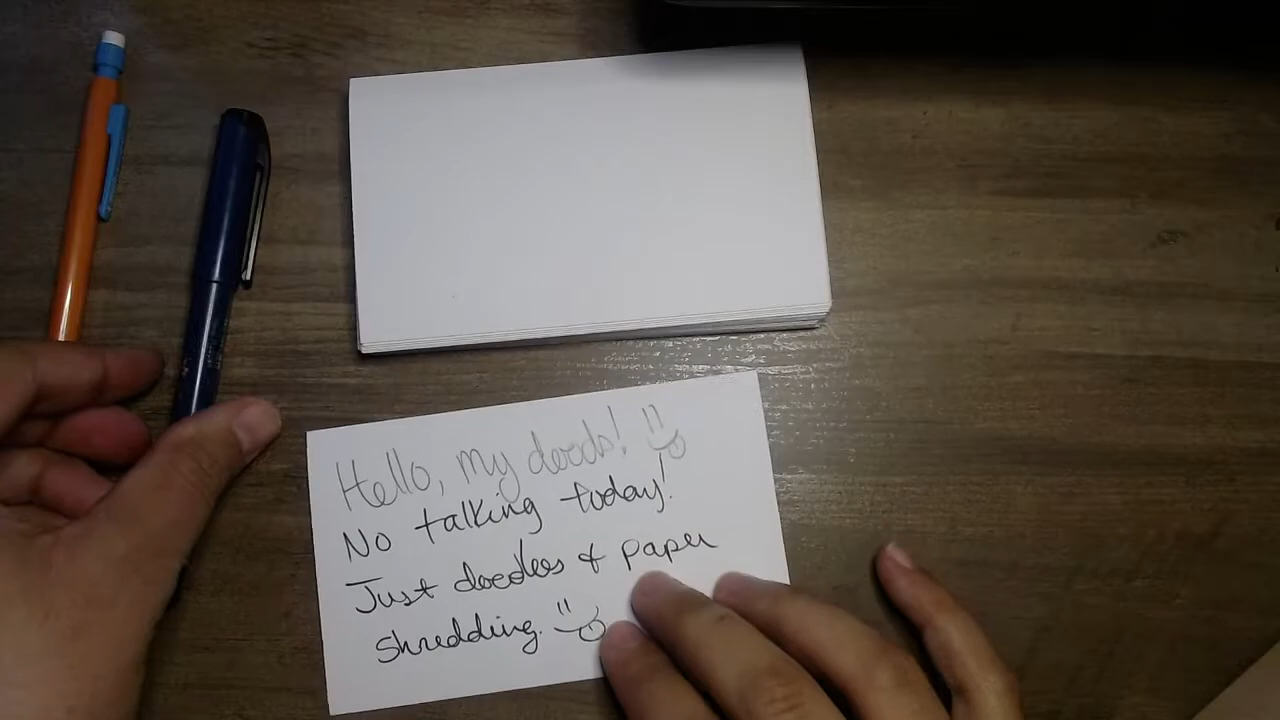 Hello, my doods!
No talking today!
Just doodles & paper
shredding.